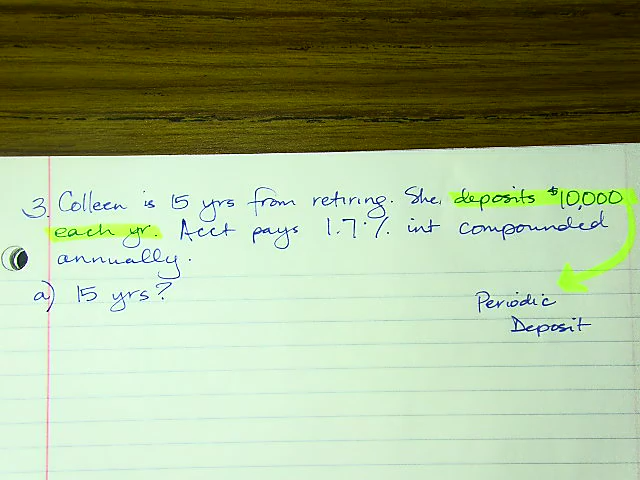 3. Colleen is 15 yrs from retiring. She deposits $10,000
each yr. Acct pays 1.7% int compounded
annually.
a) 15 yrs?
Periodic
Deposit